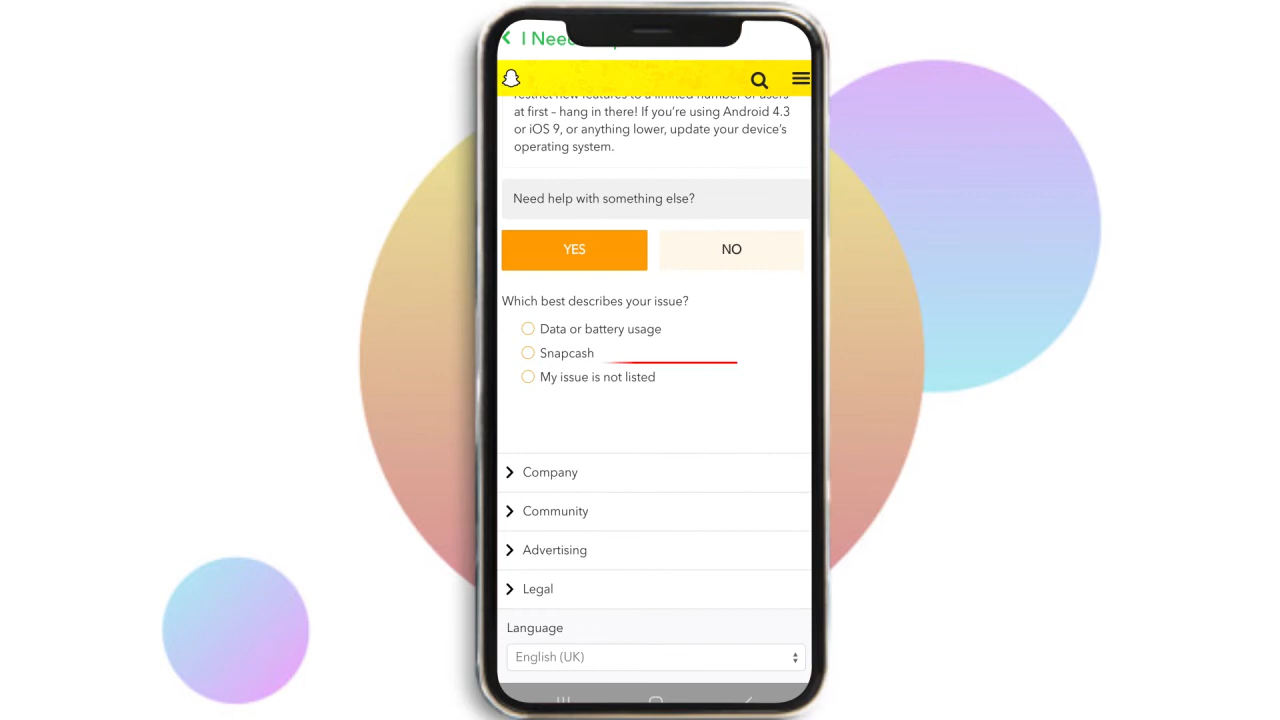 I Nee
restrict new features to a limited number of users
at first – hang in there! If you're using Android 4.3
or iOS 9, or anything lower, update your device's
operating system.
Need help with something else?
YES NO
Which best describes your issue?
Data or battery usage
Snapcash
My issue is not listed
Company
Community
Advertising
Legal
Language
English (UK)